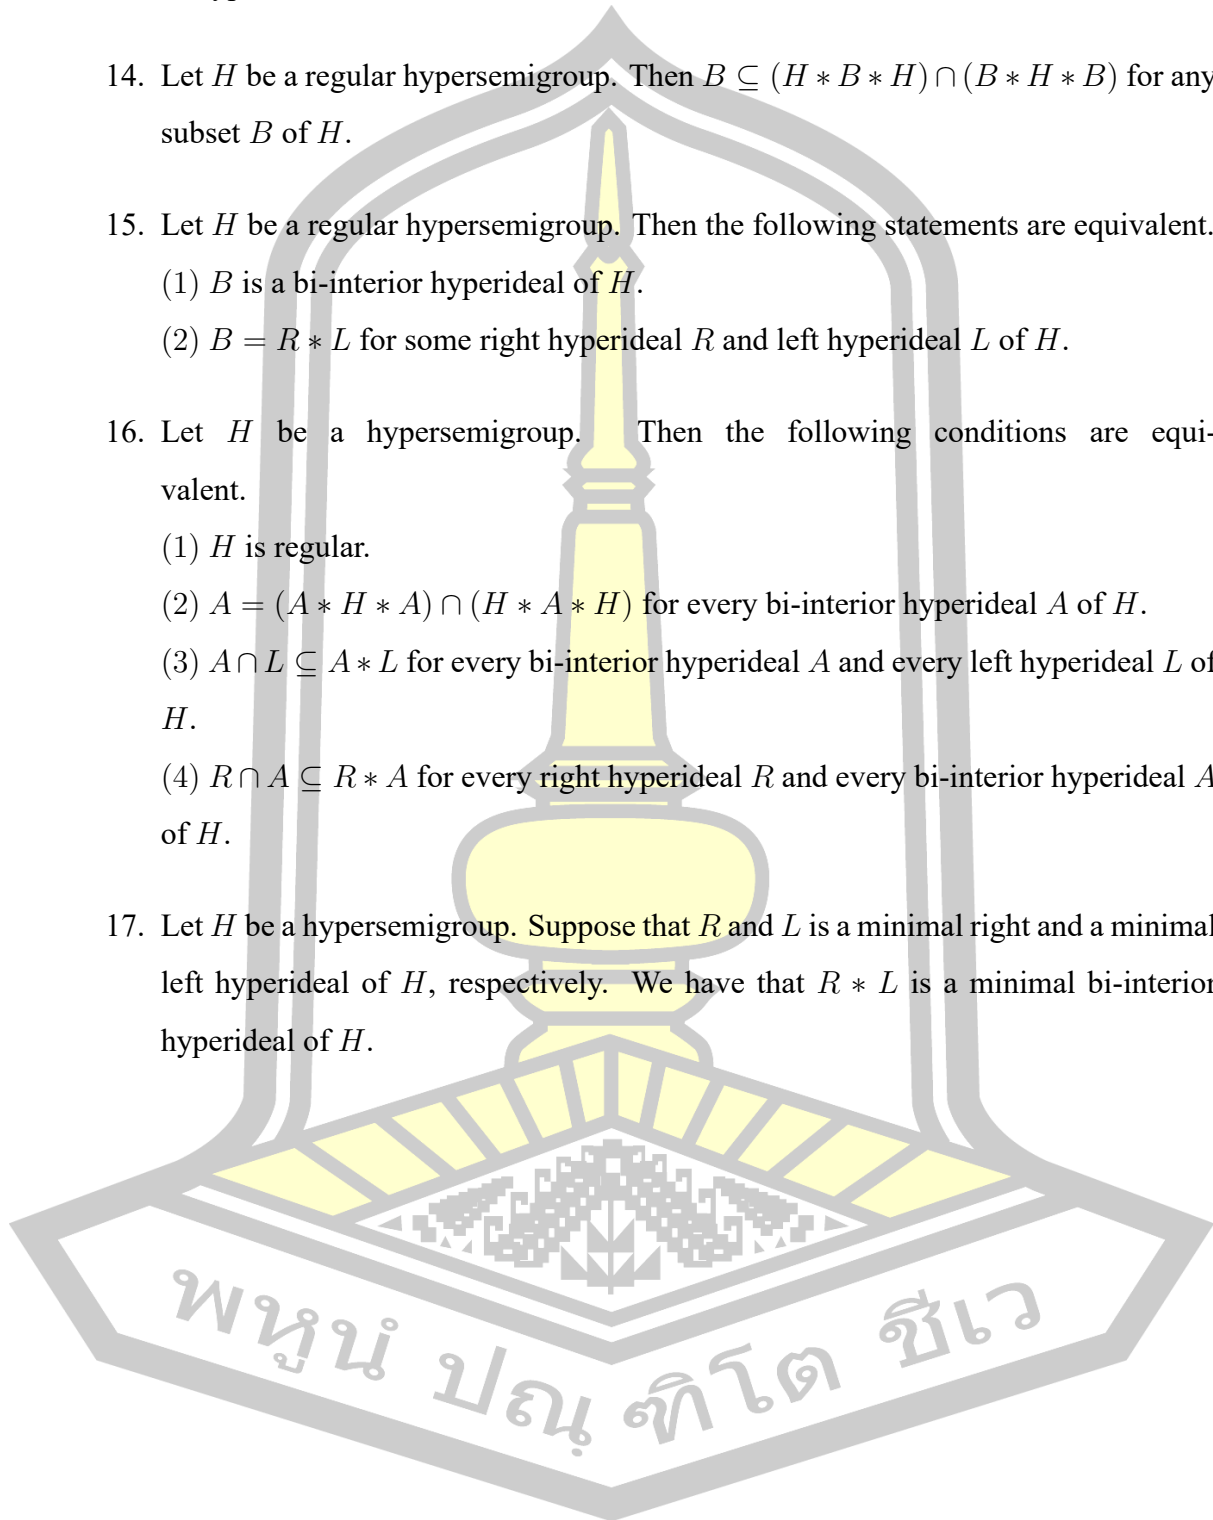 14. Let H be a regular hypersemigroup. Then B ⊆ (H ∗ B ∗ H) ∩ (B ∗ H ∗ B) for any
subset B of H.
15. Let H be a regular hypersemigroup. Then the following statements are equivalent.
(1) B is a bi-interior hyperideal of H.
(2) B = R ∗ L for some right hyperideal R and left hyperideal L of H.
16. Let H be a hypersemigroup. Then the following conditions are equi-
valent.
(1) H is regular.
(2) A = (A ∗ H ∗ A) ∩ (H ∗ A ∗ H) for every bi-interior hyperideal A of H.
(3) A ∩ L ⊆ A ∗ L for every bi-interior hyperideal A and every left hyperideal L of
H.
(4) R ∩ A ⊆ R ∗ A for every right hyperideal R and every bi-interior hyperideal A
of H.
17. Let H be a hypersemigroup. Suppose that R and L is a minimal right and a minimal
left hyperideal of H, respectively. We have that R ∗ L is a minimal bi-interior
hyperideal of H.
พหูนํ ปณฺฑิโต ชีเว